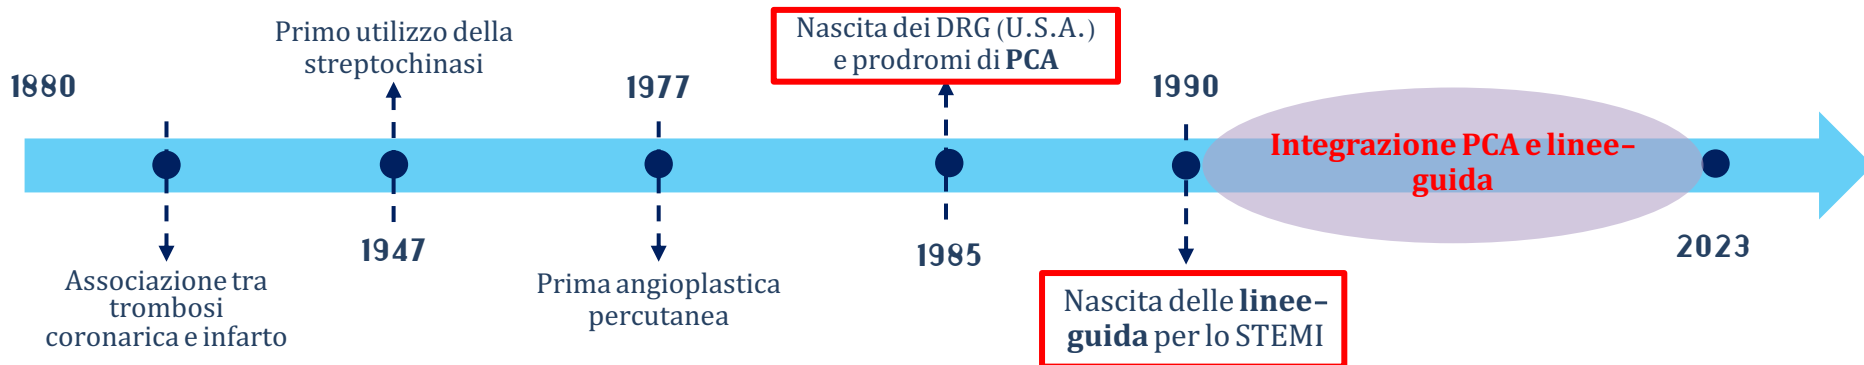 1880
Associazione tra
trombosi
coronarica e infarto
Primo utilizzo della
streptochinasi
1947
1977
Prima angioplastica
percutanea
Nascita dei DRG (U.S.A.)
e prodromi di PCA
1985
1990
Nascita delle linee-
guida per lo STEMI
Integrazione PCA e linee-
guida
2023